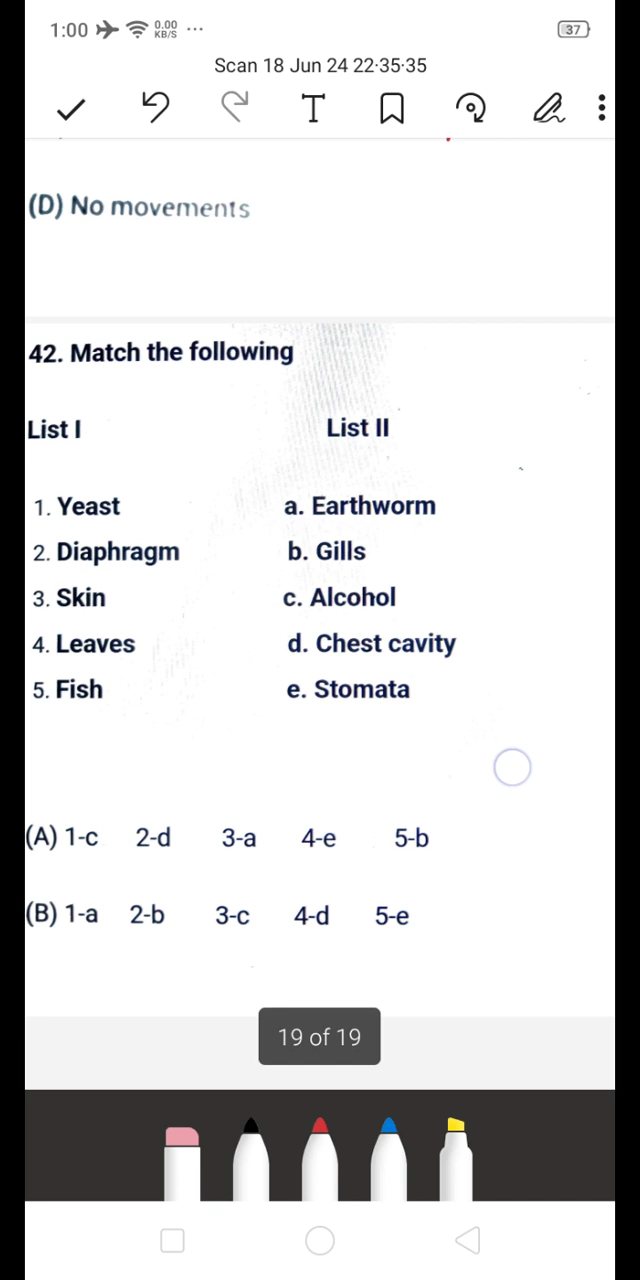 1:00 0.00 KB/S ... 37
Scan 18 Jun 24 22·35·35
T
(D) No movements
42. Match the following
List I List II
1. Yeast a. Earthworm
2. Diaphragm b. Gills
3. Skin c. Alcohol
4. Leaves d. Chest cavity
5. Fish e. Stomata
(A) 1-c 2-d 3-a 4-e 5-b
(B) 1-a 2-b 3-c 4-d 5-e
19 of 19